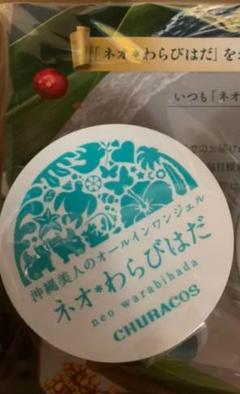 「ネオ*わらびはだ」を
いつも「ネオ
沖縄美人のオールインワンジェル
ネオ*わらびはだ
neo warabihada
CHURACOS